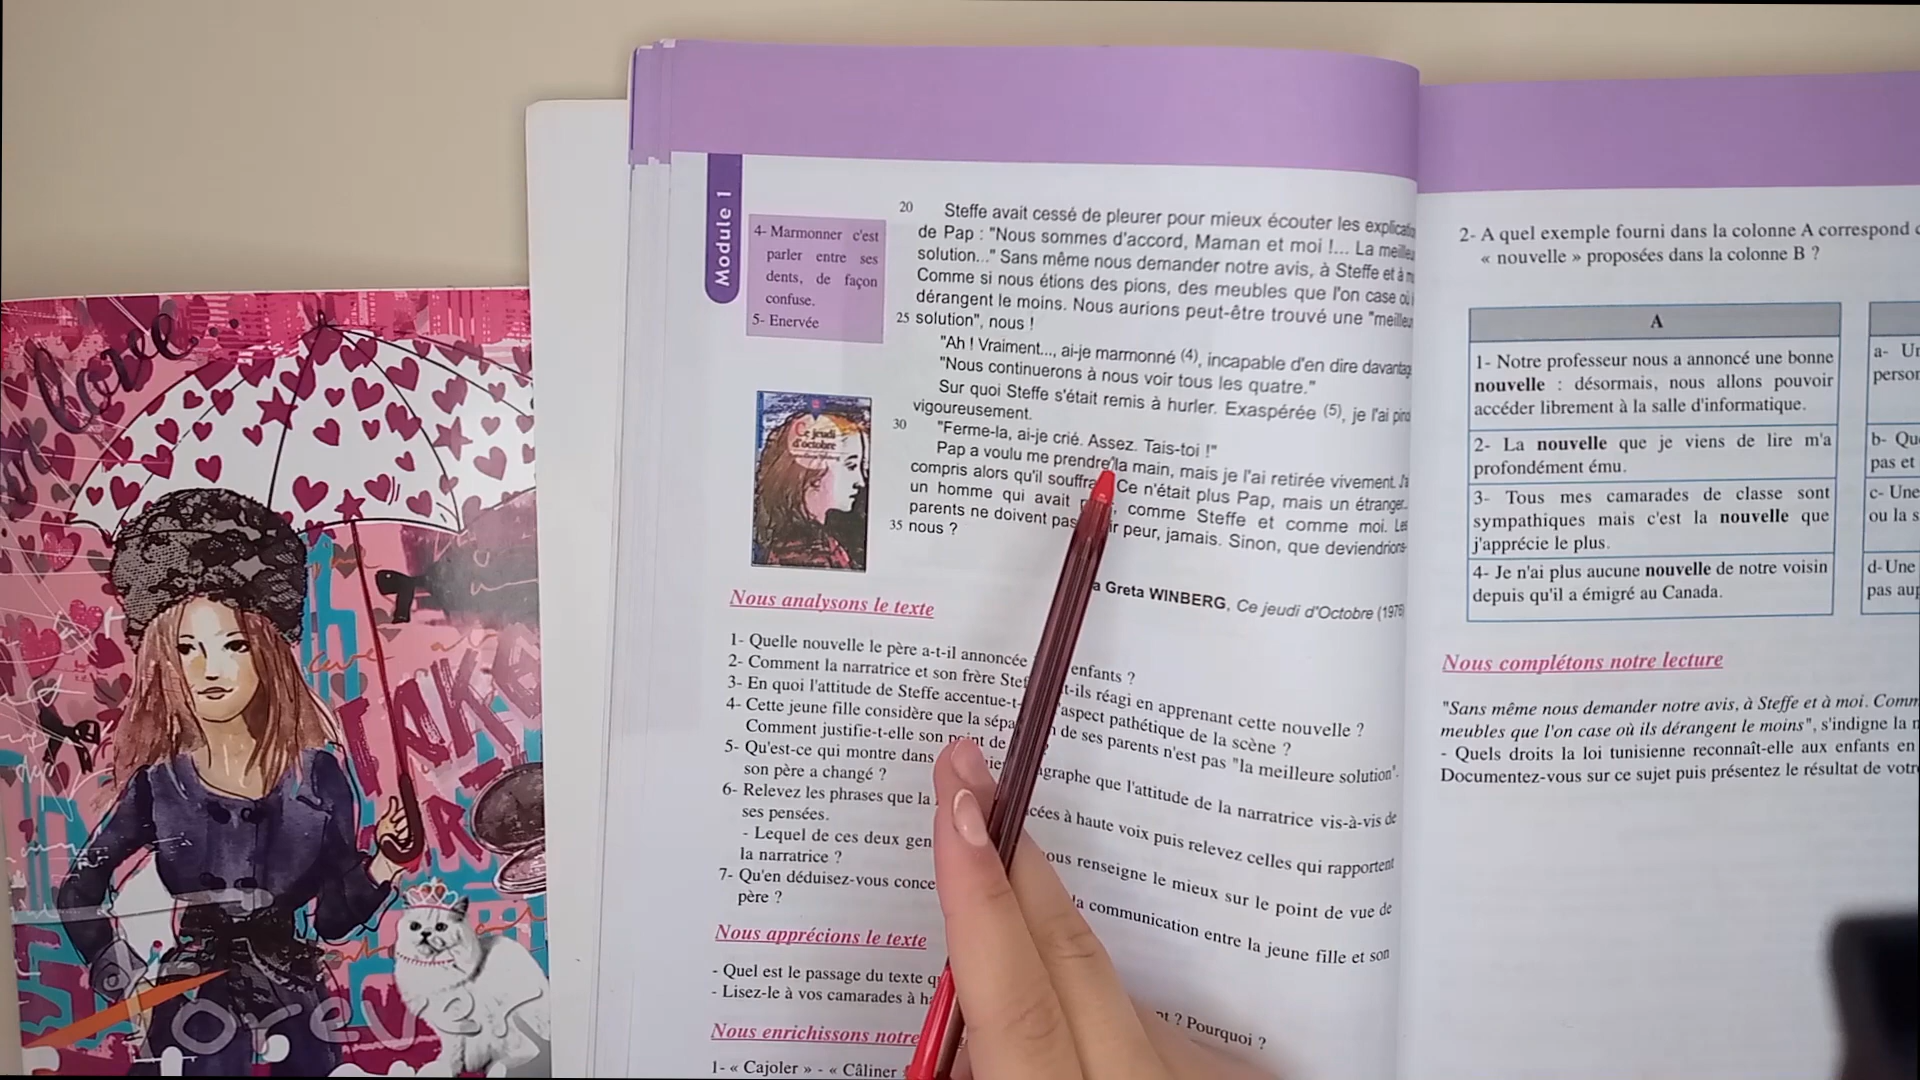 Module 1
4- Marmonner c'est
parler entre ses
dents, de façon
confuse.
5- Enervée
20 Steffe avait cessé de pleurer pour mieux écouter les
de Pap : "Nous sommes d'accord, Maman et moi !... La
solution..." Sans même nous demander notre avis, à Steffe et à
Comme si nous étions des pions, des meubles que l'on case où
dérangent le moins. Nous aurions peut-être trouvé une
25 solution", nous !
"Ah ! Vraiment..., ai-je marmonné (4), incapable d'en dire
"Nous continuerons à nous voir tous les quatre."
Sur quoi Steffe s'était remis à hurler. Exaspérée (5), je l'ai
vigoureusement.
30 "Ferme-la, ai-je crié. Assez. Tais-toi !"
Pap a voulu me prendre la main, mais je l'ai retirée vivement.
compris alors qu'il Ce n'était plus Pap, mais un étranger...
un homme qui avait comme Steffe et comme moi. Les
parents ne doivent pas peur, jamais. Sinon, que deviendrions-
35 nous ?
Greta WINBERG, Ce jeudi d'Octobre
Ce jeudi
d'octobre
Nous analysons le texte
1- Quelle nouvelle le père a-t-il annoncée enfants ?
2- Comment la narratrice et son frère réagi en apprenant cette nouvelle ?
3- En quoi l'attitude de Steffe l'aspect pathétique de la scène ?
4- Cette jeune fille considère que la de ses parents n'est pas "la meilleure solution".
Comment justifie-t-elle son point de
5- Qu'est-ce qui montre dans que l'attitude de la narratrice vis-à-vis de
son père a changé ?
6- Relevez les phrases que la à haute voix puis relevez celles qui rapportent
ses pensées.
- Lequel de ces deux nous renseigne le mieux sur le point de vue de
la narratrice ?
7- Qu'en déduisez-vous la communication entre la jeune fille et son
père ?
Nous apprécions le texte
- Quel est le passage du texte ? Pourquoi ?
- Lisez-le à vos camarades à
Nous enrichissons notre
1- « Cajoler » - « Câliner
2- A quel exemple fourni dans la colonne A correspond
« nouvelle » proposées dans la colonne B ?
A
1- Notre professeur nous a annoncé une bonne
nouvelle : désormais, nous allons pouvoir
accéder librement à la salle d'informatique.
2- La nouvelle que je viens de lire m'a
profondément ému.
3- Tous mes camarades de classe sont
sympathiques mais c'est la nouvelle que
j'apprécie le plus.
4- Je n'ai plus aucune nouvelle de notre voisin
depuis qu'il a émigré au Canada.
a-
b-
pas et
c- Une
ou la
d- Une
pas
Nous complétons notre lecture
"Sans même nous demander notre avis, à Steffe et à moi.
meubles que l'on case où ils dérangent le moins", s'indigne la
- Quels droits la loi tunisienne reconnaît-elle aux enfants en
Documentez-vous sur ce sujet puis présentez le résultat de
love
TAKE
Forever